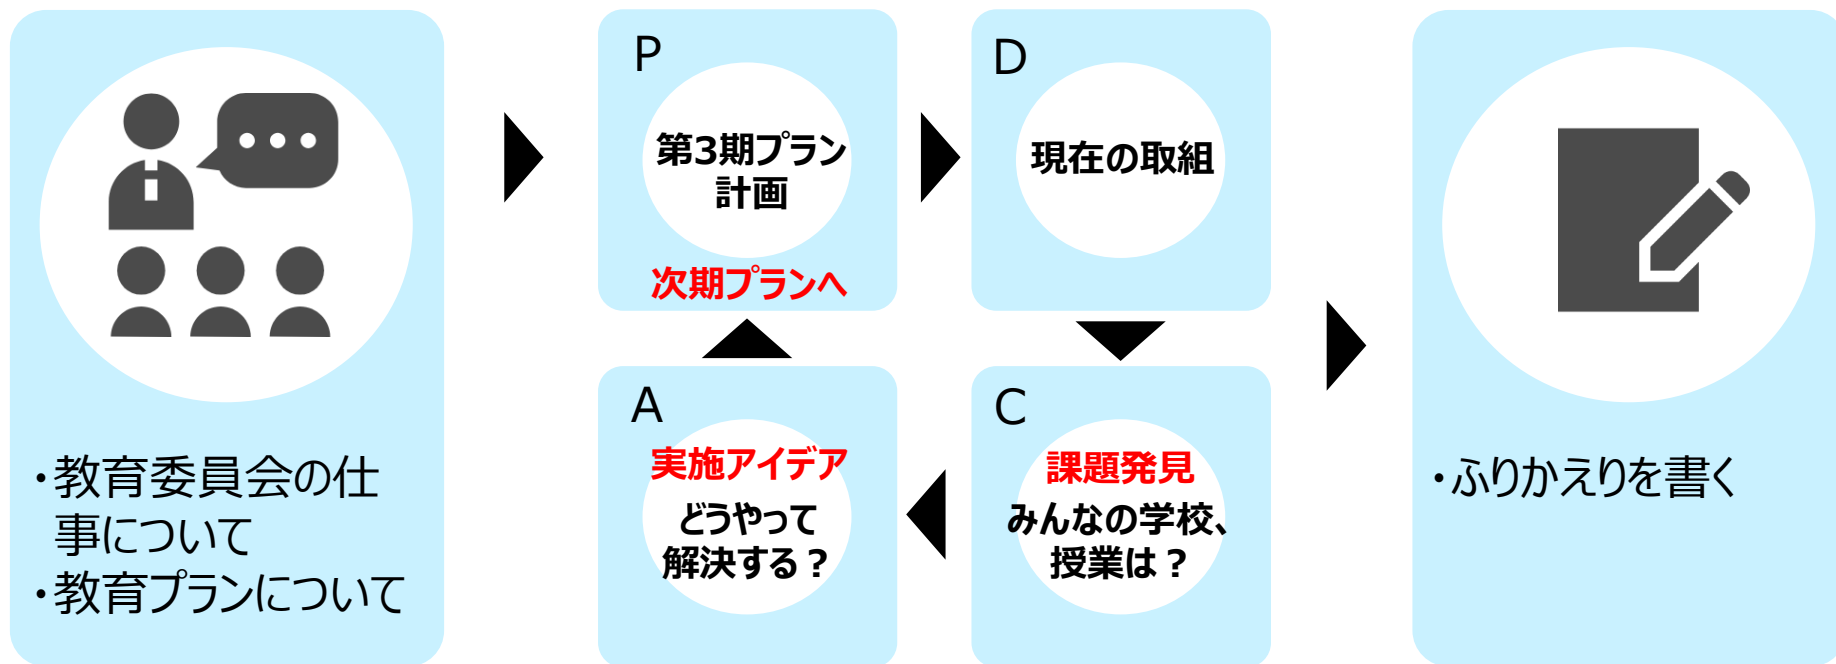 ・教育委員会の仕
事について
・教育プランについて
P
第3期プラン
計画
次期プランへ
D
現在の取組
C
課題発見
みんなの学校、
授業は？
A
実施アイデア
どうやって
解決する？
・ふりかえりを書く